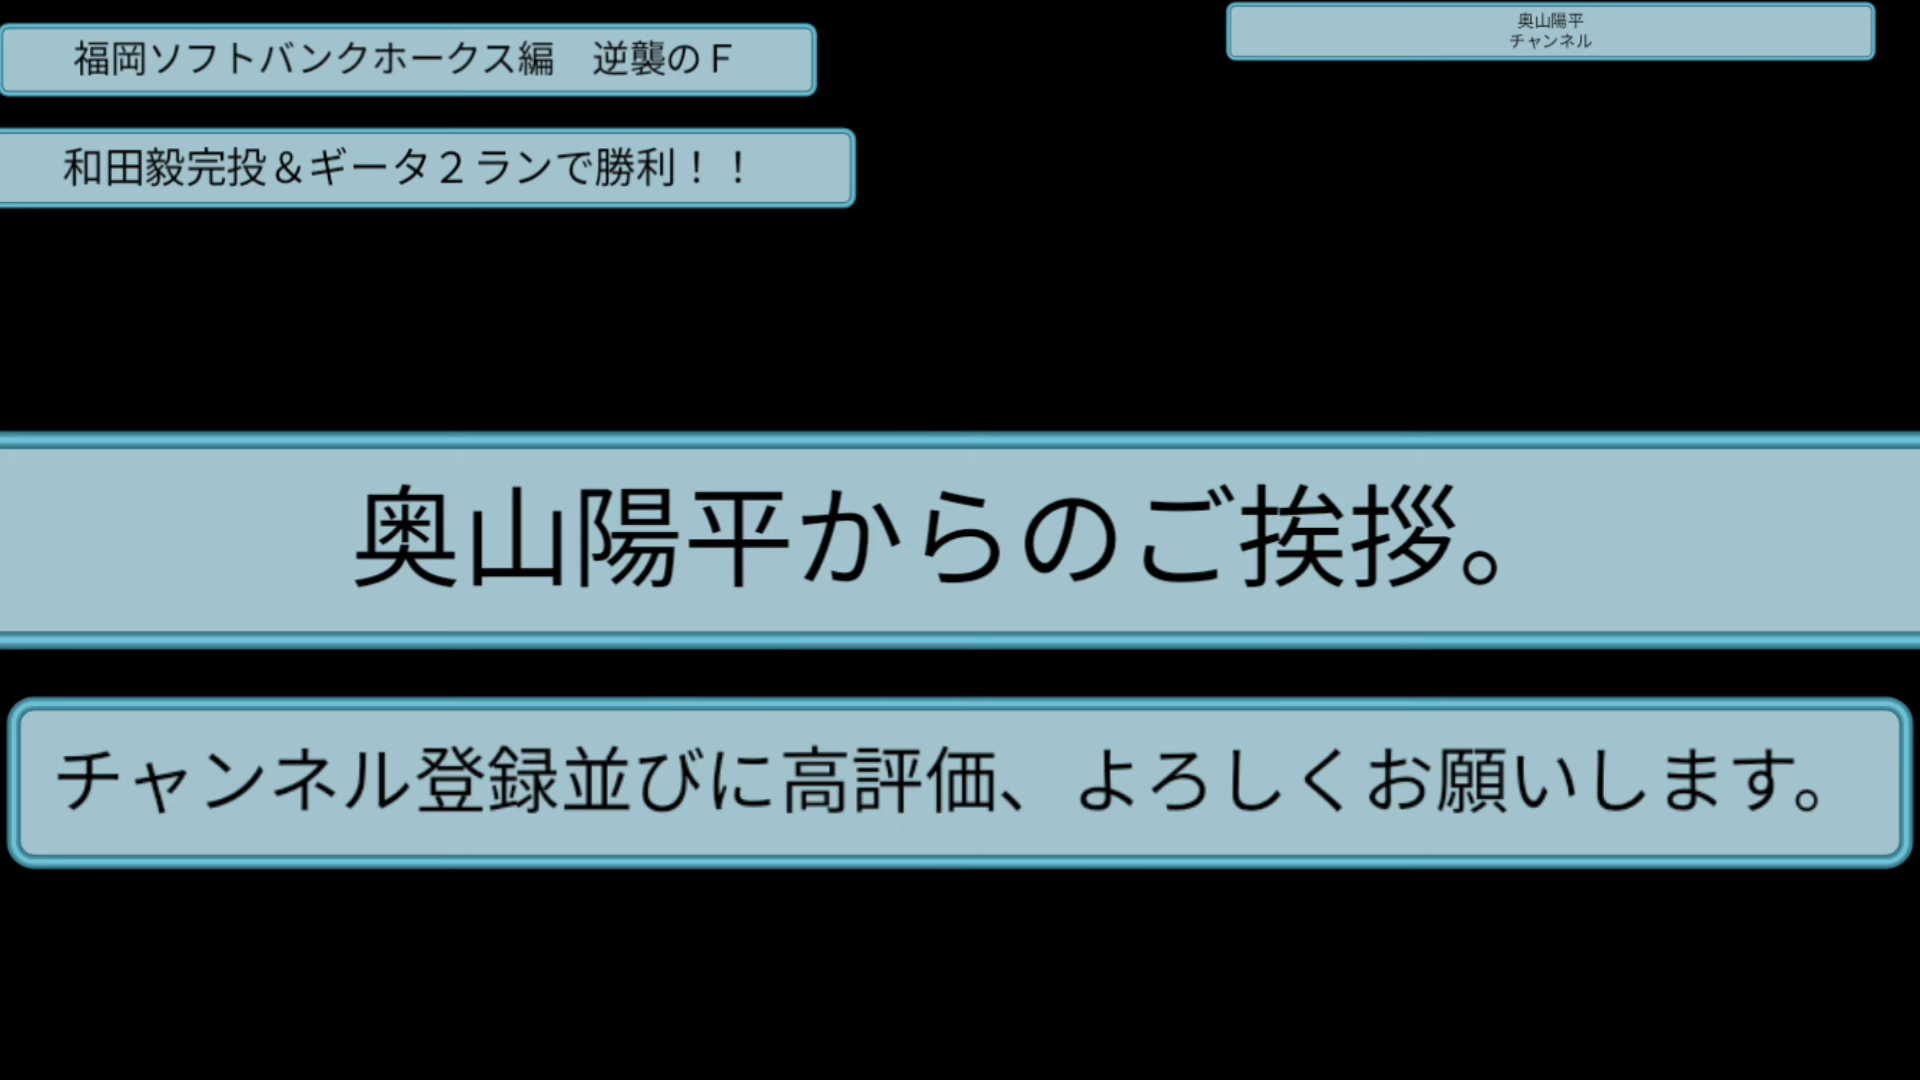 福岡ソフトバンクホークス編　逆襲のＦ
奥山陽平
チャンネル
和田毅完投＆ギータ２ランで勝利！！
奥山陽平からのご挨拶。
チャンネル登録並びに高評価、よろしくお願いします。